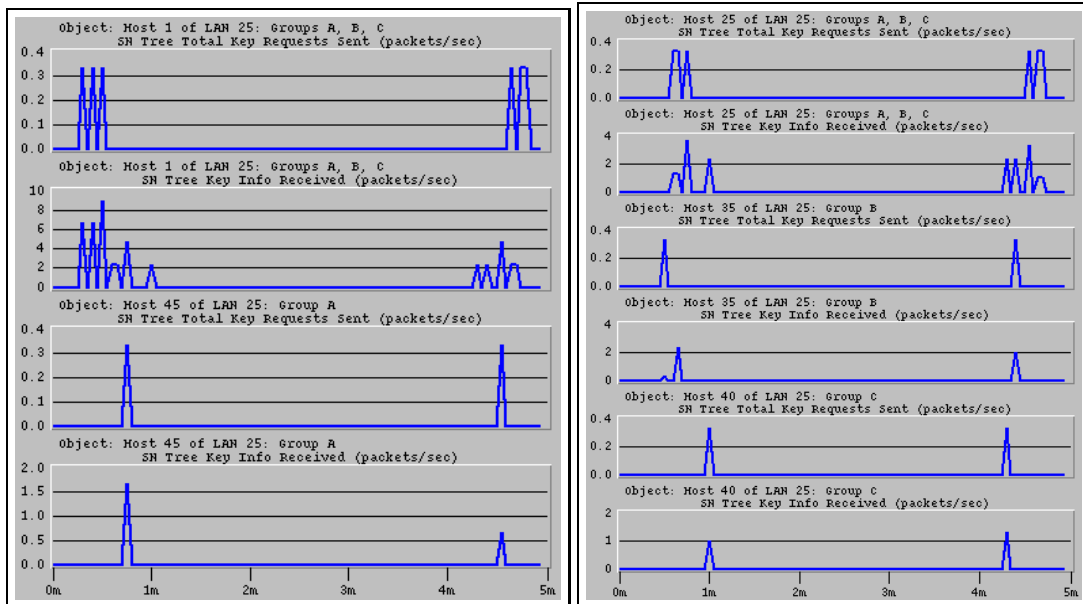 Object: Host 1 of LAN 25: Groups A, B, C
SN Tree Total Key Requests Sent (packets/sec)
0.4
0.3
0.2
0.1
0.0
Object: Host 1 of LAN 25: Groups A, B, C
SN Tree Key Info Received (packets/sec)
10
8
6
4
2
0
Object: Host 45 of LAN 25: Group A
SN Tree Total Key Requests Sent (packets/sec)
0.4
0.3
0.2
0.1
0.0
Object: Host 45 of LAN 25: Group A
SN Tree Key Info Received (packets/sec)
2.0
1.5
1.0
0.5
0.0
0m 1m 2m 3m 4m 5m
Object: Host 25 of LAN 25: Groups A, B, C
SN Tree Total Key Requests Sent (packets/sec)
0.4
0.2
0.0
Object: Host 25 of LAN 25: Groups A, B, C
SN Tree Key Info Received (packets/sec)
4
2
0
Object: Host 35 of LAN 25: Group B
SN Tree Total Key Requests Sent (packets/sec)
0.4
0.2
0.0
Object: Host 35 of LAN 25: Group B
SN Tree Key Info Received (packets/sec)
4
2
0
Object: Host 40 of LAN 25: Group C
SN Tree Total Key Requests Sent (packets/sec)
0.4
0.2
0.0
Object: Host 40 of LAN 25: Group C
SN Tree Key Info Received (packets/sec)
2
1
0
0m 1m 2m 3m 4m 5m